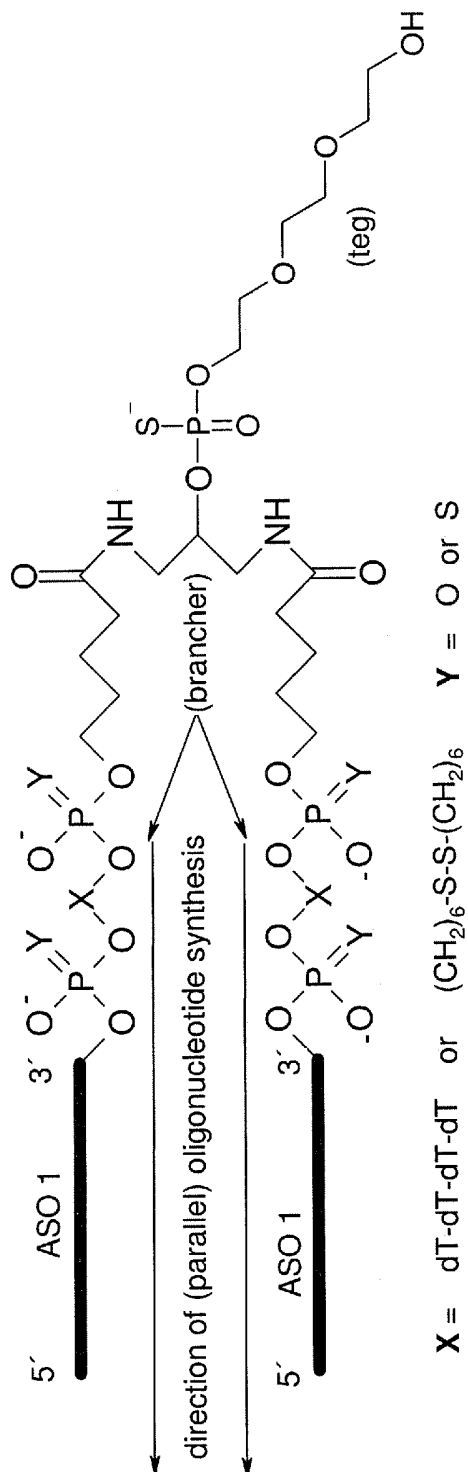 5´ ASO 1 3´
O⁻ Y P O X O O⁻ Y P O
O NH
(brancher)
S⁻ O P O O
O O OH
(teg)
direction of (parallel) oligonucleotide synthesis
NH O
5´ ASO 1 3´
O P Y -O O X O P Y -O O
X = dT-dT-dT-dT or (CH₂)₆-S-S-(CH₂)₆ Y = O or S